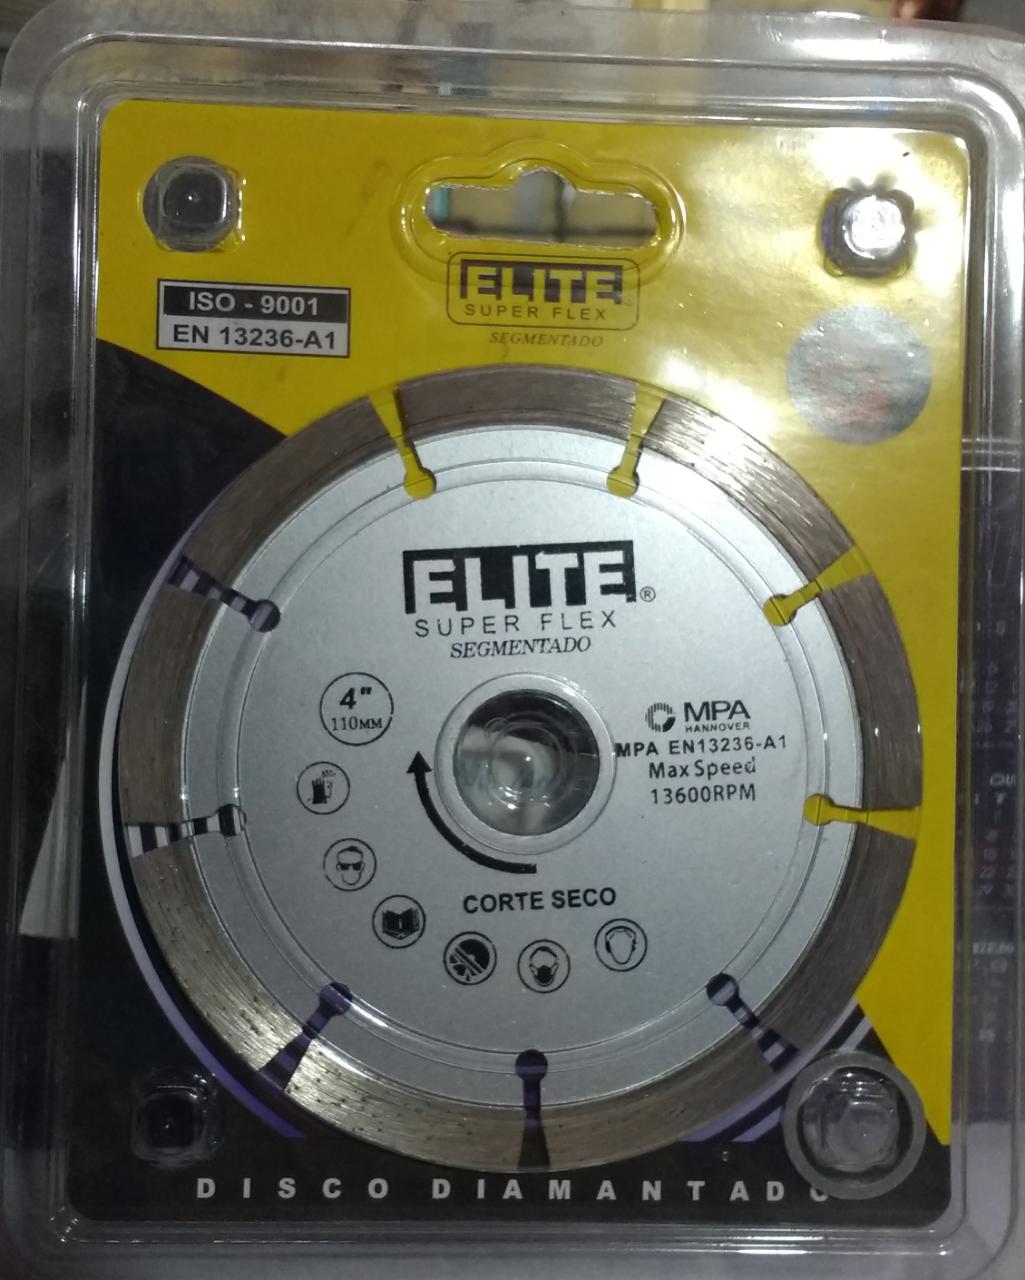 ELITE
SUPER FLEX
SEGMENTADO
ISO - 9001
EN 13236-A1
ELITE®
SUPER FLEX
SEGMENTADO
4"
110MM
MPA
HANNOVER
MPA EN13236-A1
Max Speed
13600RPM
CORTE SECO
DISCO DIAMANTADO